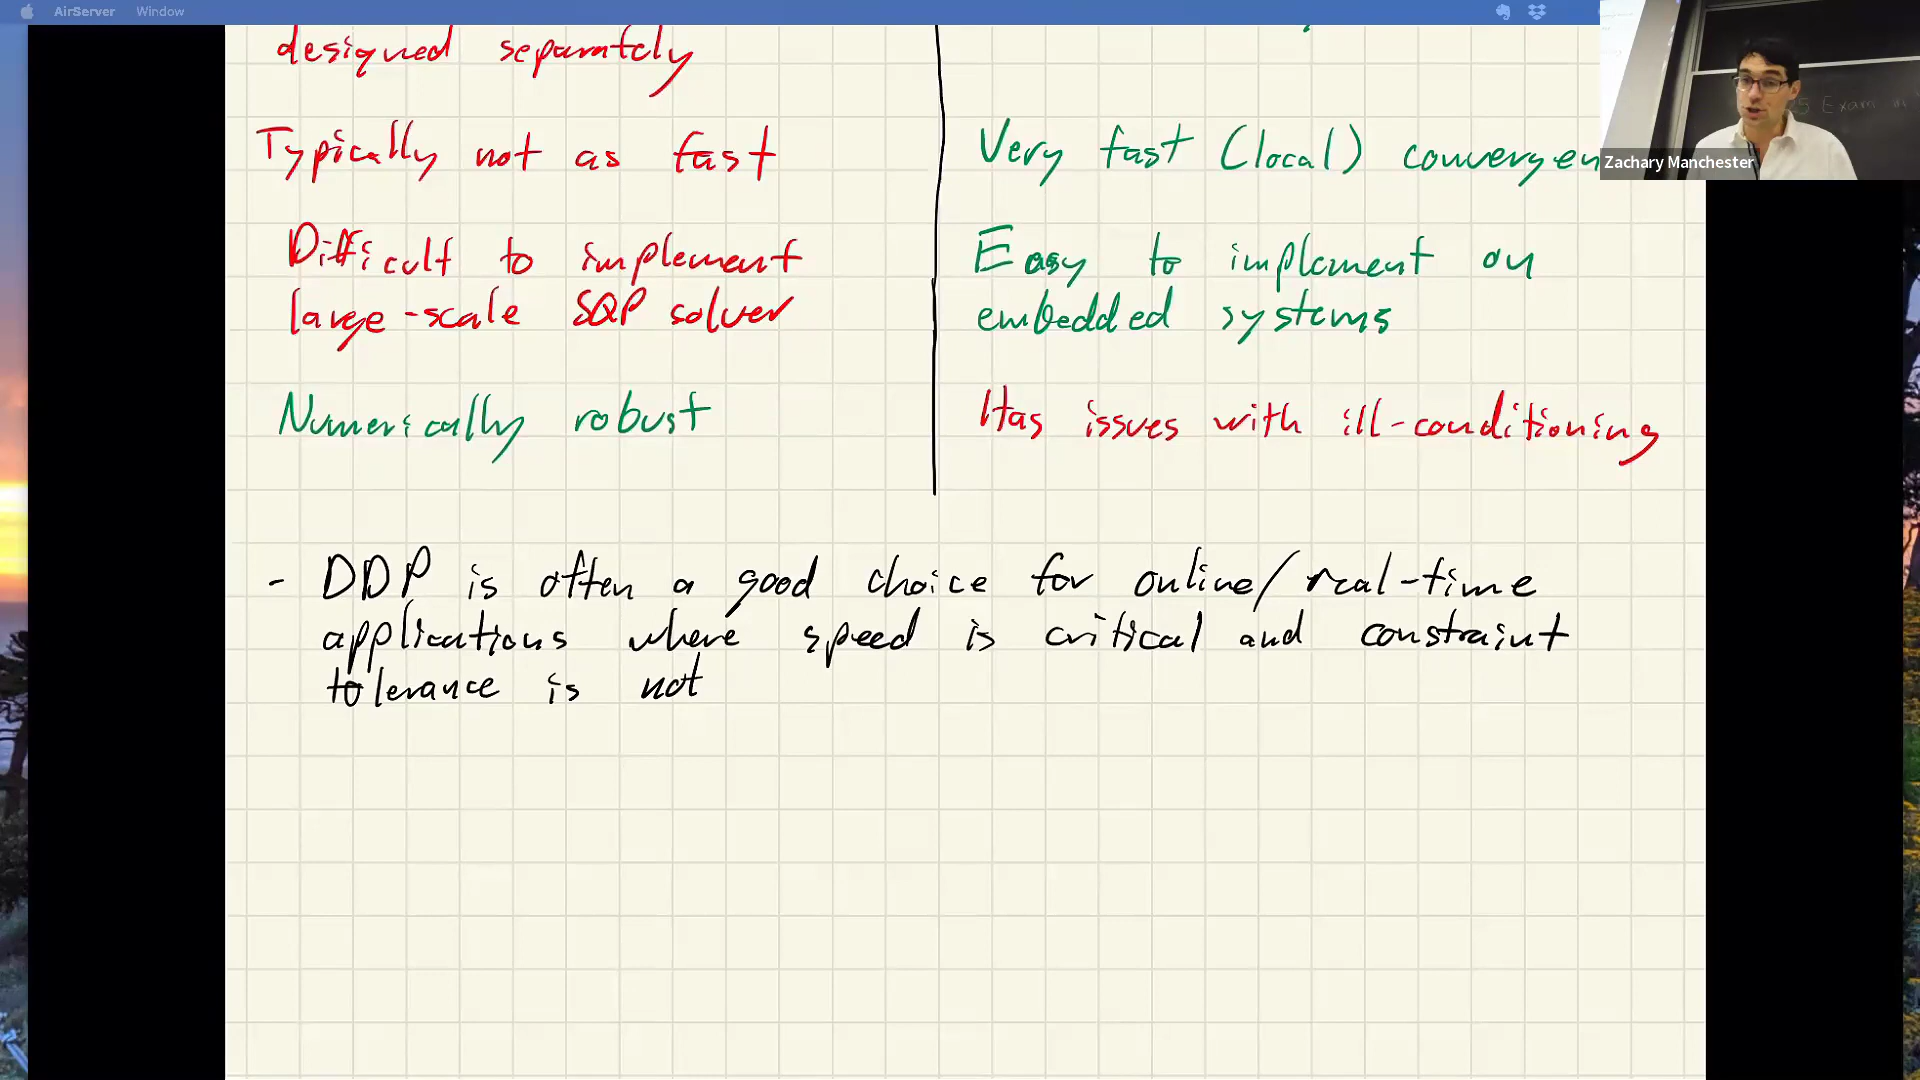 AirServer Window
designed separately
Typically not as fast
Very fast (local) convergen
Zachary Manchester
Difficult to implement
large-scale SQP solver
Easy to implement on
embedded systems
Numerically robust
Has issues with ill-conditioning
- DDP is often a good choice for online/real-time
applications where speed is critical and constraint
tolerance is not
Exam